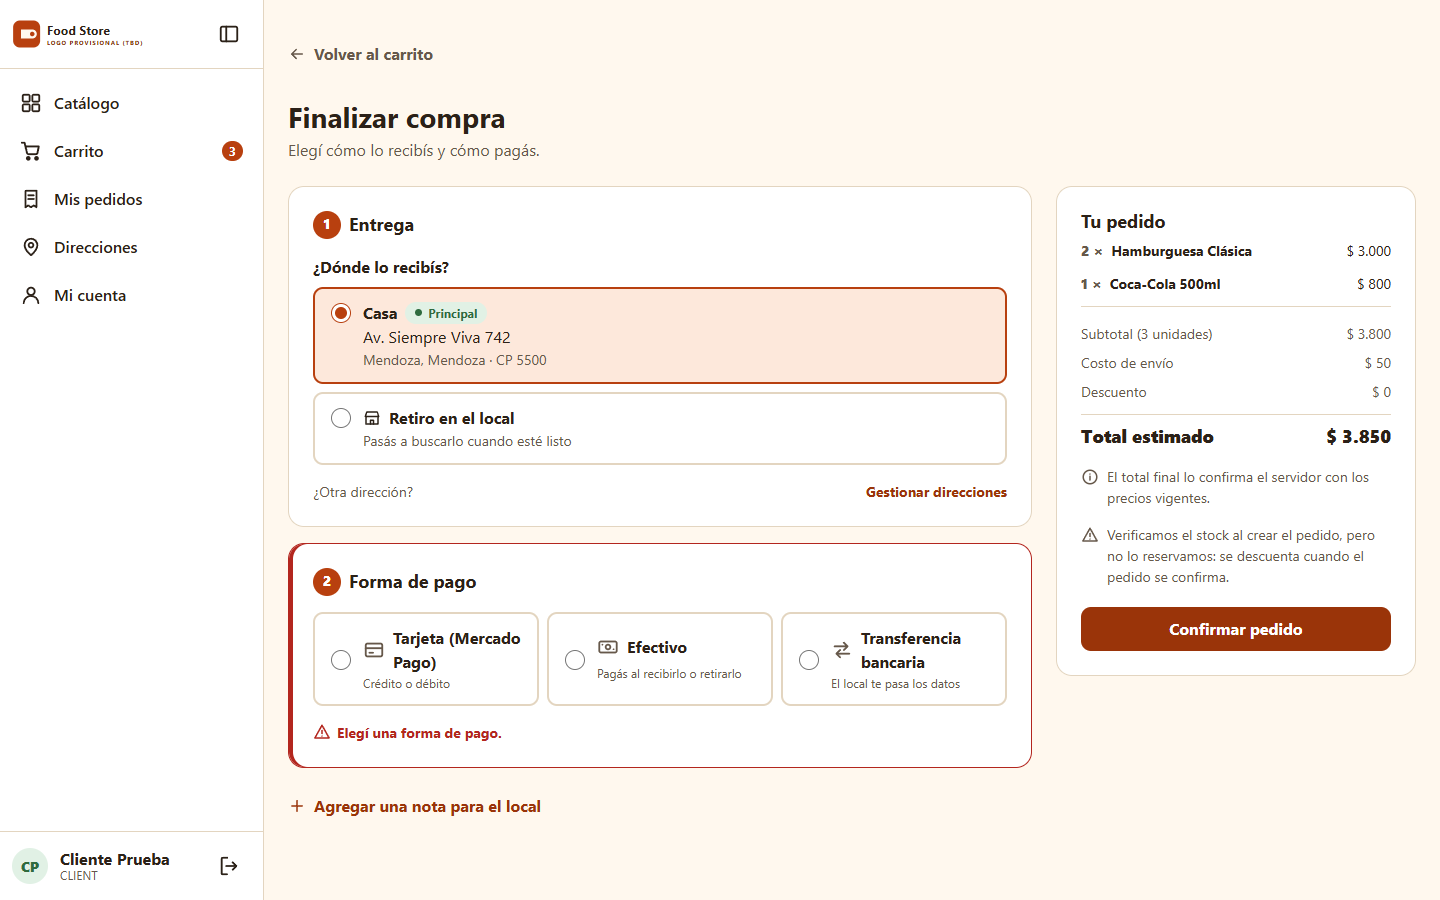 Food Store
LOGO PROVISIONAL (TBD)
Catálogo
Carrito
3
Mis pedidos
Direcciones
Mi cuenta
CP
Cliente Prueba
CLIENT
Volver al carrito
Finalizar compra
Elegí cómo lo recibís y cómo pagás.
1 Entrega
¿Dónde lo recibís?
Casa
Principal
Av. Siempre Viva 742
Mendoza, Mendoza · CP 5500
Retiro en el local
Pasás a buscarlo cuando esté listo
¿Otra dirección?
Gestionar direcciones
2 Forma de pago
Tarjeta (Mercado
Pago)
Crédito o débito
Efectivo
Pagás al recibirlo o retirarlo
Transferencia
bancaria
El local te pasa los datos
Elegí una forma de pago.
Agregar una nota para el local
Tu pedido
2 × Hamburguesa Clásica $ 3.000
1 × Coca-Cola 500ml $ 800
Subtotal (3 unidades) $ 3.800
Costo de envío $ 50
Descuento $ 0
Total estimado $ 3.850
El total final lo confirma el servidor con los
precios vigentes.
Verificamos el stock al crear el pedido, pero
no lo reservamos: se descuenta cuando el
pedido se confirma.
Confirmar pedido